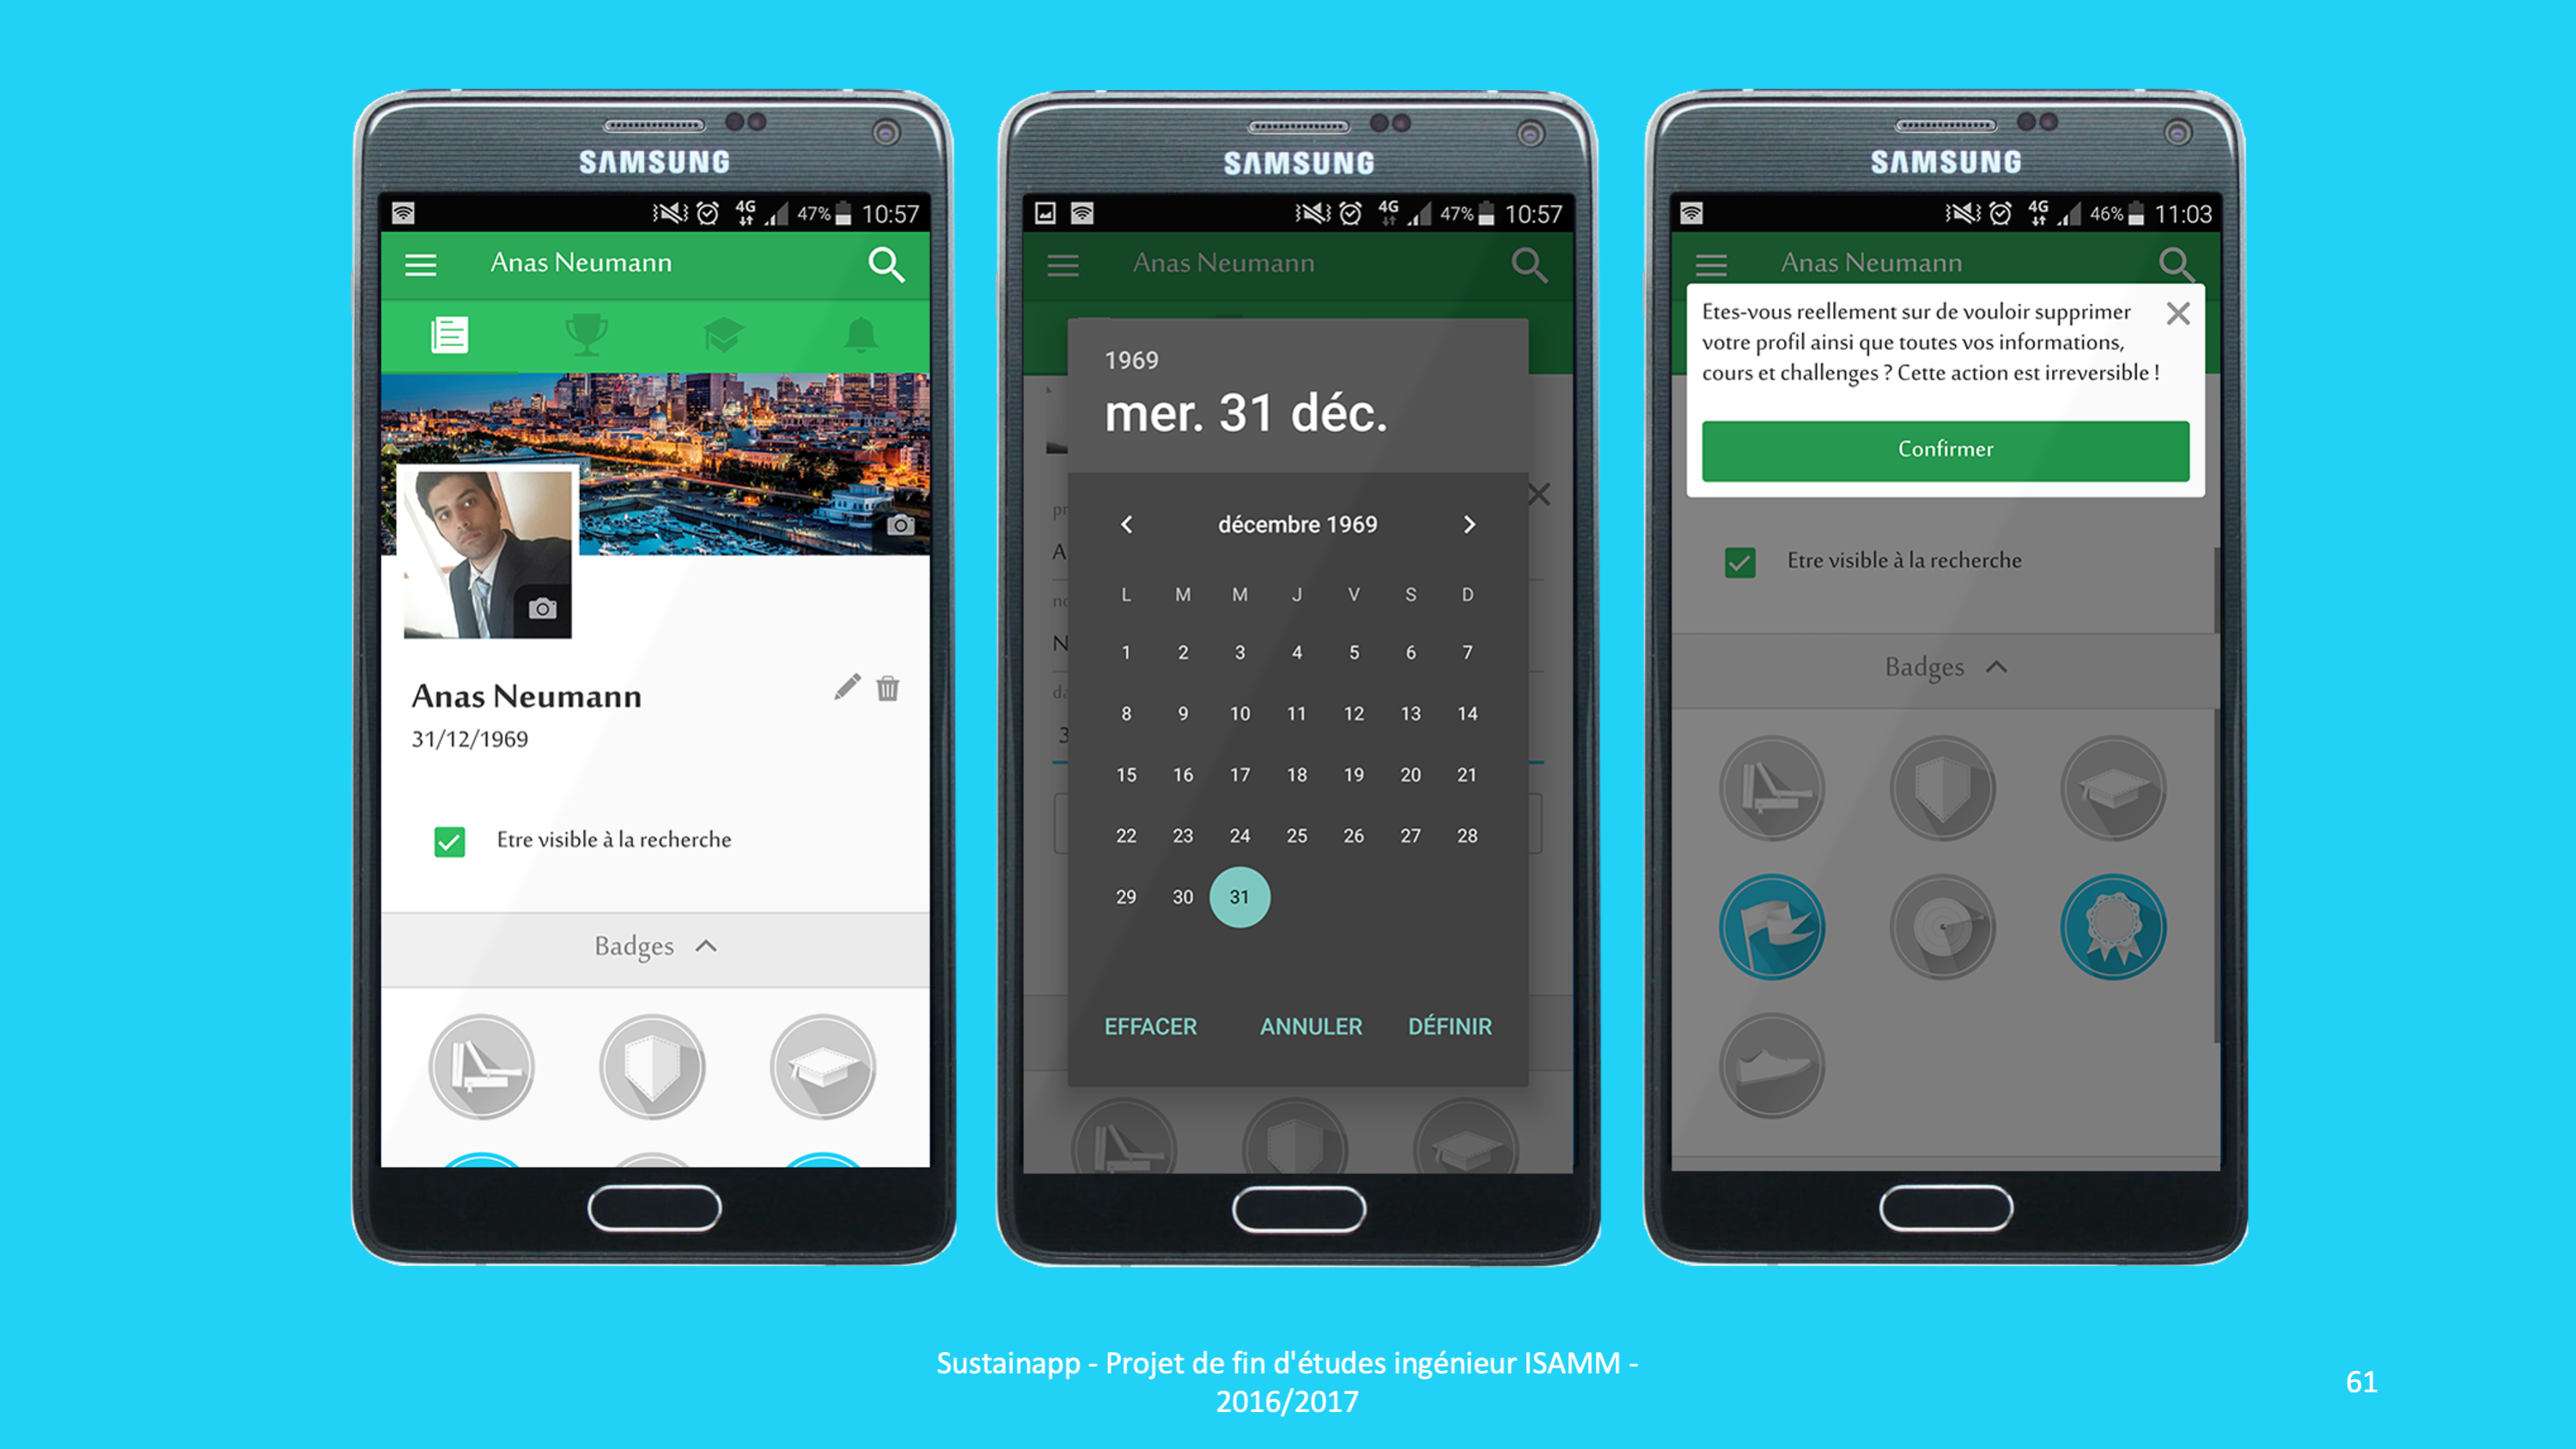 SAMSUNG
4G 47% 10:57
Anas Neumann
Anas Neumann
31/12/1969
Etre visible à la recherche
Badges
SAMSUNG
4G 47% 10:57
Anas Neumann
1969
mer. 31 déc.
décembre 1969
L M M J V S D
1 2 3 4 5 6 7
8 9 10 11 12 13 14
15 16 17 18 19 20 21
22 23 24 25 26 27 28
29 30 31
EFFACER ANNULER DÉFINIR
SAMSUNG
4G 46% 11:03
Anas Neumann
Etes-vous reellement sur de vouloir supprimer
votre profil ainsi que toutes vos informations,
cours et challenges ? Cette action est irreversible !
Confirmer
Etre visible à la recherche
Badges
Sustainapp - Projet de fin d'études ingénieur ISAMM -
2016/2017
61